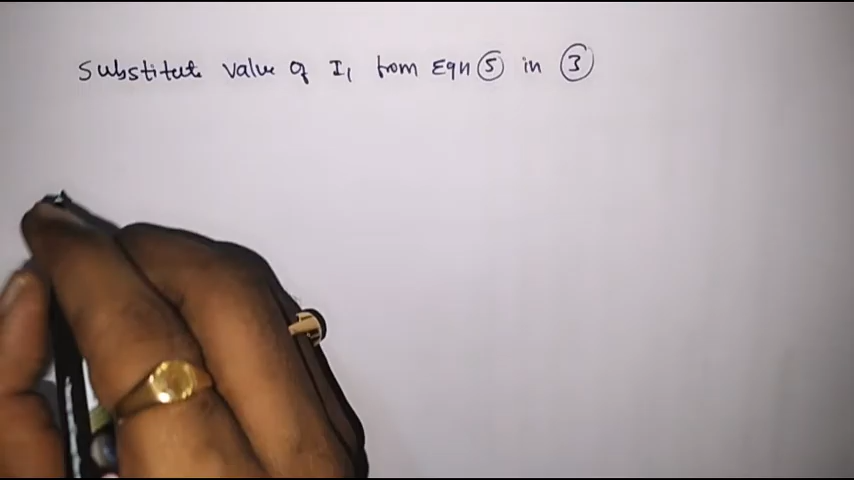 Substitute value of I₁ from Eqn ⑤ in ③